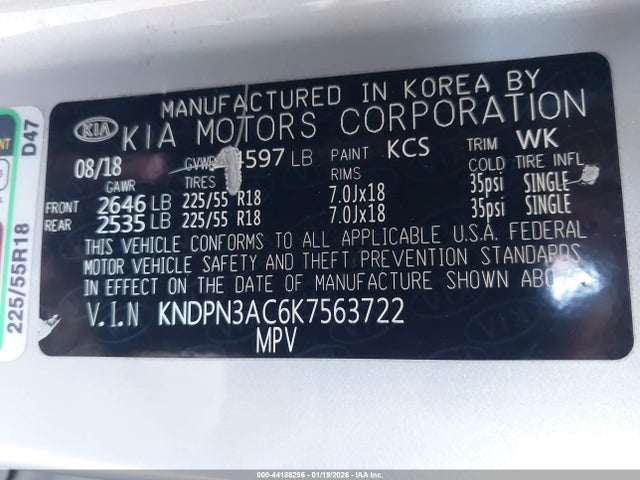 MANUFACTURED IN KOREA BY
KIA KIA MOTORS CORPORATION
08/18 GVWR 4597 LB PAINT KCS TRIM WK
GAWR TIRES RIMS COLD TIRE INFL
FRONT 2646 LB 225/55 R18 7.0Jx18 35psi SINGLE
REAR 2535 LB 225/55 R18 7.0Jx18 35psi SINGLE
THIS VEHICLE CONFORMS TO ALL APPLICABLE U.S.A. FEDERAL
MOTOR VEHICLE SAFETY AND THEFT PREVENTION STANDARDS
IN EFFECT ON THE DATE OF MANUFACTURE SHOWN ABOVE
V.I.N KNDPN3AC6K7563722
MPV
D47
225/55R18
000-44188296 - 01/19/2026 - IAA Inc.